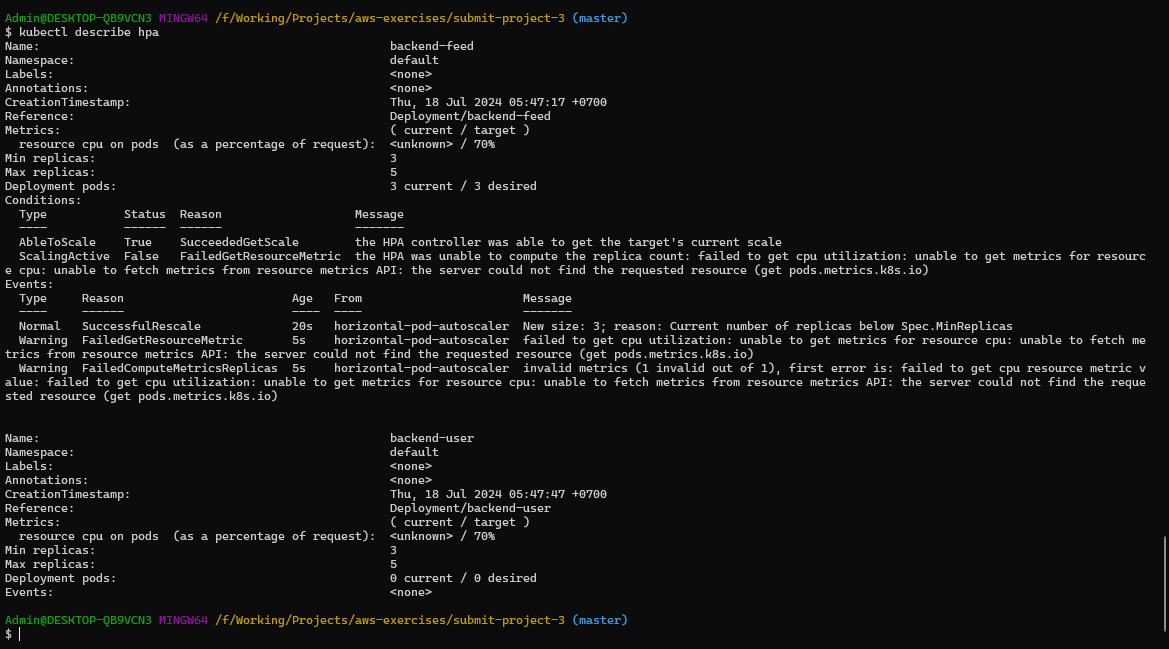 Admin@DESKTOP-QB9VCN3 MINGW64 /f/Working/Projects/aws-exercises/submit-project-3 (master)
$ kubectl describe hpa
Name:                                                  backend-feed
Namespace:                                             default
Labels:                                                <none>
Annotations:                                           <none>
CreationTimestamp:                                     Thu, 18 Jul 2024 05:47:17 +0700
Reference:                                             Deployment/backend-feed
Metrics:                                               ( current / target )
  resource cpu on pods  (as a percentage of request):  <unknown> / 70%
Min replicas:                                          3
Max replicas:                                          5
Deployment pods:                                       3 current / 3 desired
Conditions:
  Type           Status  Reason                   Message
  ----           ------  ------                   -------
  AbleToScale    True    SucceededGetScale        the HPA controller was able to get the target's current scale
  ScalingActive  False   FailedGetResourceMetric  the HPA was unable to compute the replica count: failed to get cpu utilization: unable to get metrics for resourc
e cpu: unable to fetch metrics from resource metrics API: the server could not find the requested resource (get pods.metrics.k8s.io)
Events:
  Type     Reason                        Age   From                       Message
  ----     ------                        ----  ----                       -------
  Normal   SuccessfulRescale             20s   horizontal-pod-autoscaler  New size: 3; reason: Current number of replicas below Spec.MinReplicas
  Warning  FailedGetResourceMetric       5s    horizontal-pod-autoscaler  failed to get cpu utilization: unable to get metrics for resource cpu: unable to fetch me
trics from resource metrics API: the server could not find the requested resource (get pods.metrics.k8s.io)
  Warning  FailedComputeMetricsReplicas  5s    horizontal-pod-autoscaler  invalid metrics (1 invalid out of 1), first error is: failed to get cpu resource metric v
alue: failed to get cpu utilization: unable to get metrics for resource cpu: unable to fetch metrics from resource metrics API: the server could not find the reque
sted resource (get pods.metrics.k8s.io)
Name:                                                  backend-user
Namespace:                                             default
Labels:                                                <none>
Annotations:                                           <none>
CreationTimestamp:                                     Thu, 18 Jul 2024 05:47:47 +0700
Reference:                                             Deployment/backend-user
Metrics:                                               ( current / target )
  resource cpu on pods  (as a percentage of request):  <unknown> / 70%
Min replicas:                                          3
Max replicas:                                          5
Deployment pods:                                       0 current / 0 desired
Events:                                                <none>
Admin@DESKTOP-QB9VCN3 MINGW64 /f/Working/Projects/aws-exercises/submit-project-3 (master)
$